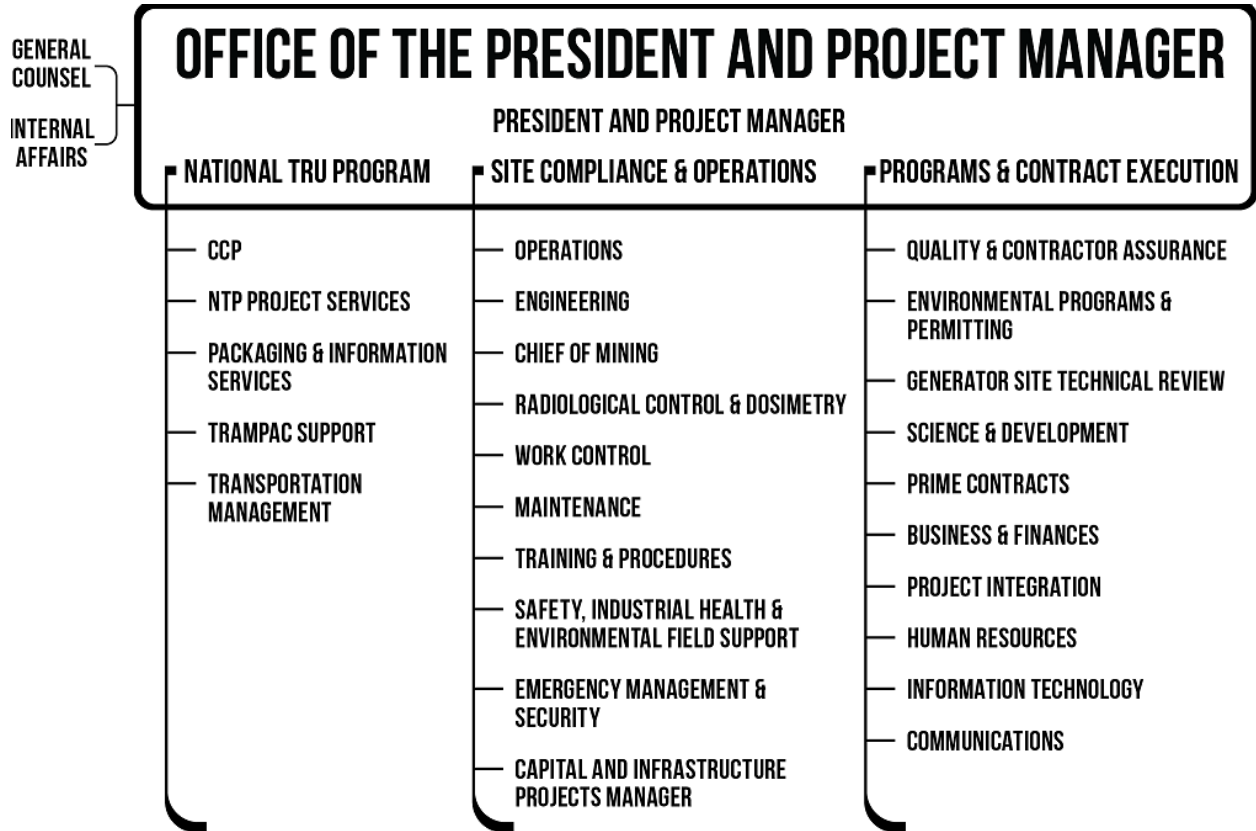 GENERAL
COUNSEL
INTERNAL
AFFAIRS
OFFICE OF THE PRESIDENT AND PROJECT MANAGER
PRESIDENT AND PROJECT MANAGER
NATIONAL TRU PROGRAM
CCP
NTP PROJECT SERVICES
PACKAGING & INFORMATION
SERVICES
TRAMPAC SUPPORT
TRANSPORTATION
MANAGEMENT
SITE COMPLIANCE & OPERATIONS
OPERATIONS
ENGINEERING
CHIEF OF MINING
RADIOLOGICAL CONTROL & DOSIMETRY
WORK CONTROL
MAINTENANCE
TRAINING & PROCEDURES
SAFETY, INDUSTRIAL HEALTH &
ENVIRONMENTAL FIELD SUPPORT
EMERGENCY MANAGEMENT &
SECURITY
CAPITAL AND INFRASTRUCTURE
PROJECTS MANAGER
PROGRAMS & CONTRACT EXECUTION
QUALITY & CONTRACTOR ASSURANCE
ENVIRONMENTAL PROGRAMS &
PERMITTING
GENERATOR SITE TECHNICAL REVIEW
SCIENCE & DEVELOPMENT
PRIME CONTRACTS
BUSINESS & FINANCES
PROJECT INTEGRATION
HUMAN RESOURCES
INFORMATION TECHNOLOGY
COMMUNICATIONS